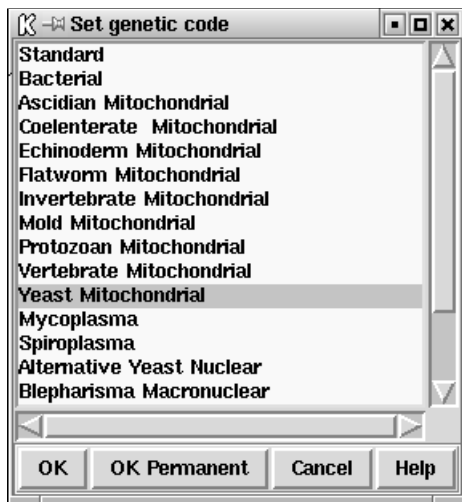 Set genetic code
Standard
Bacterial
Ascidian Mitochondrial
Coelenterate  Mitochondrial
Echinoderm Mitochondrial
Flatworm Mitochondrial
Invertebrate Mitochondrial
Mold Mitochondrial
Protozoan Mitochondrial
Vertebrate Mitochondrial
Yeast Mitochondrial
Mycoplasma
Spiroplasma
Alternative Yeast Nuclear
Blepharisma Macronuclear
OK OK Permanent Cancel Help